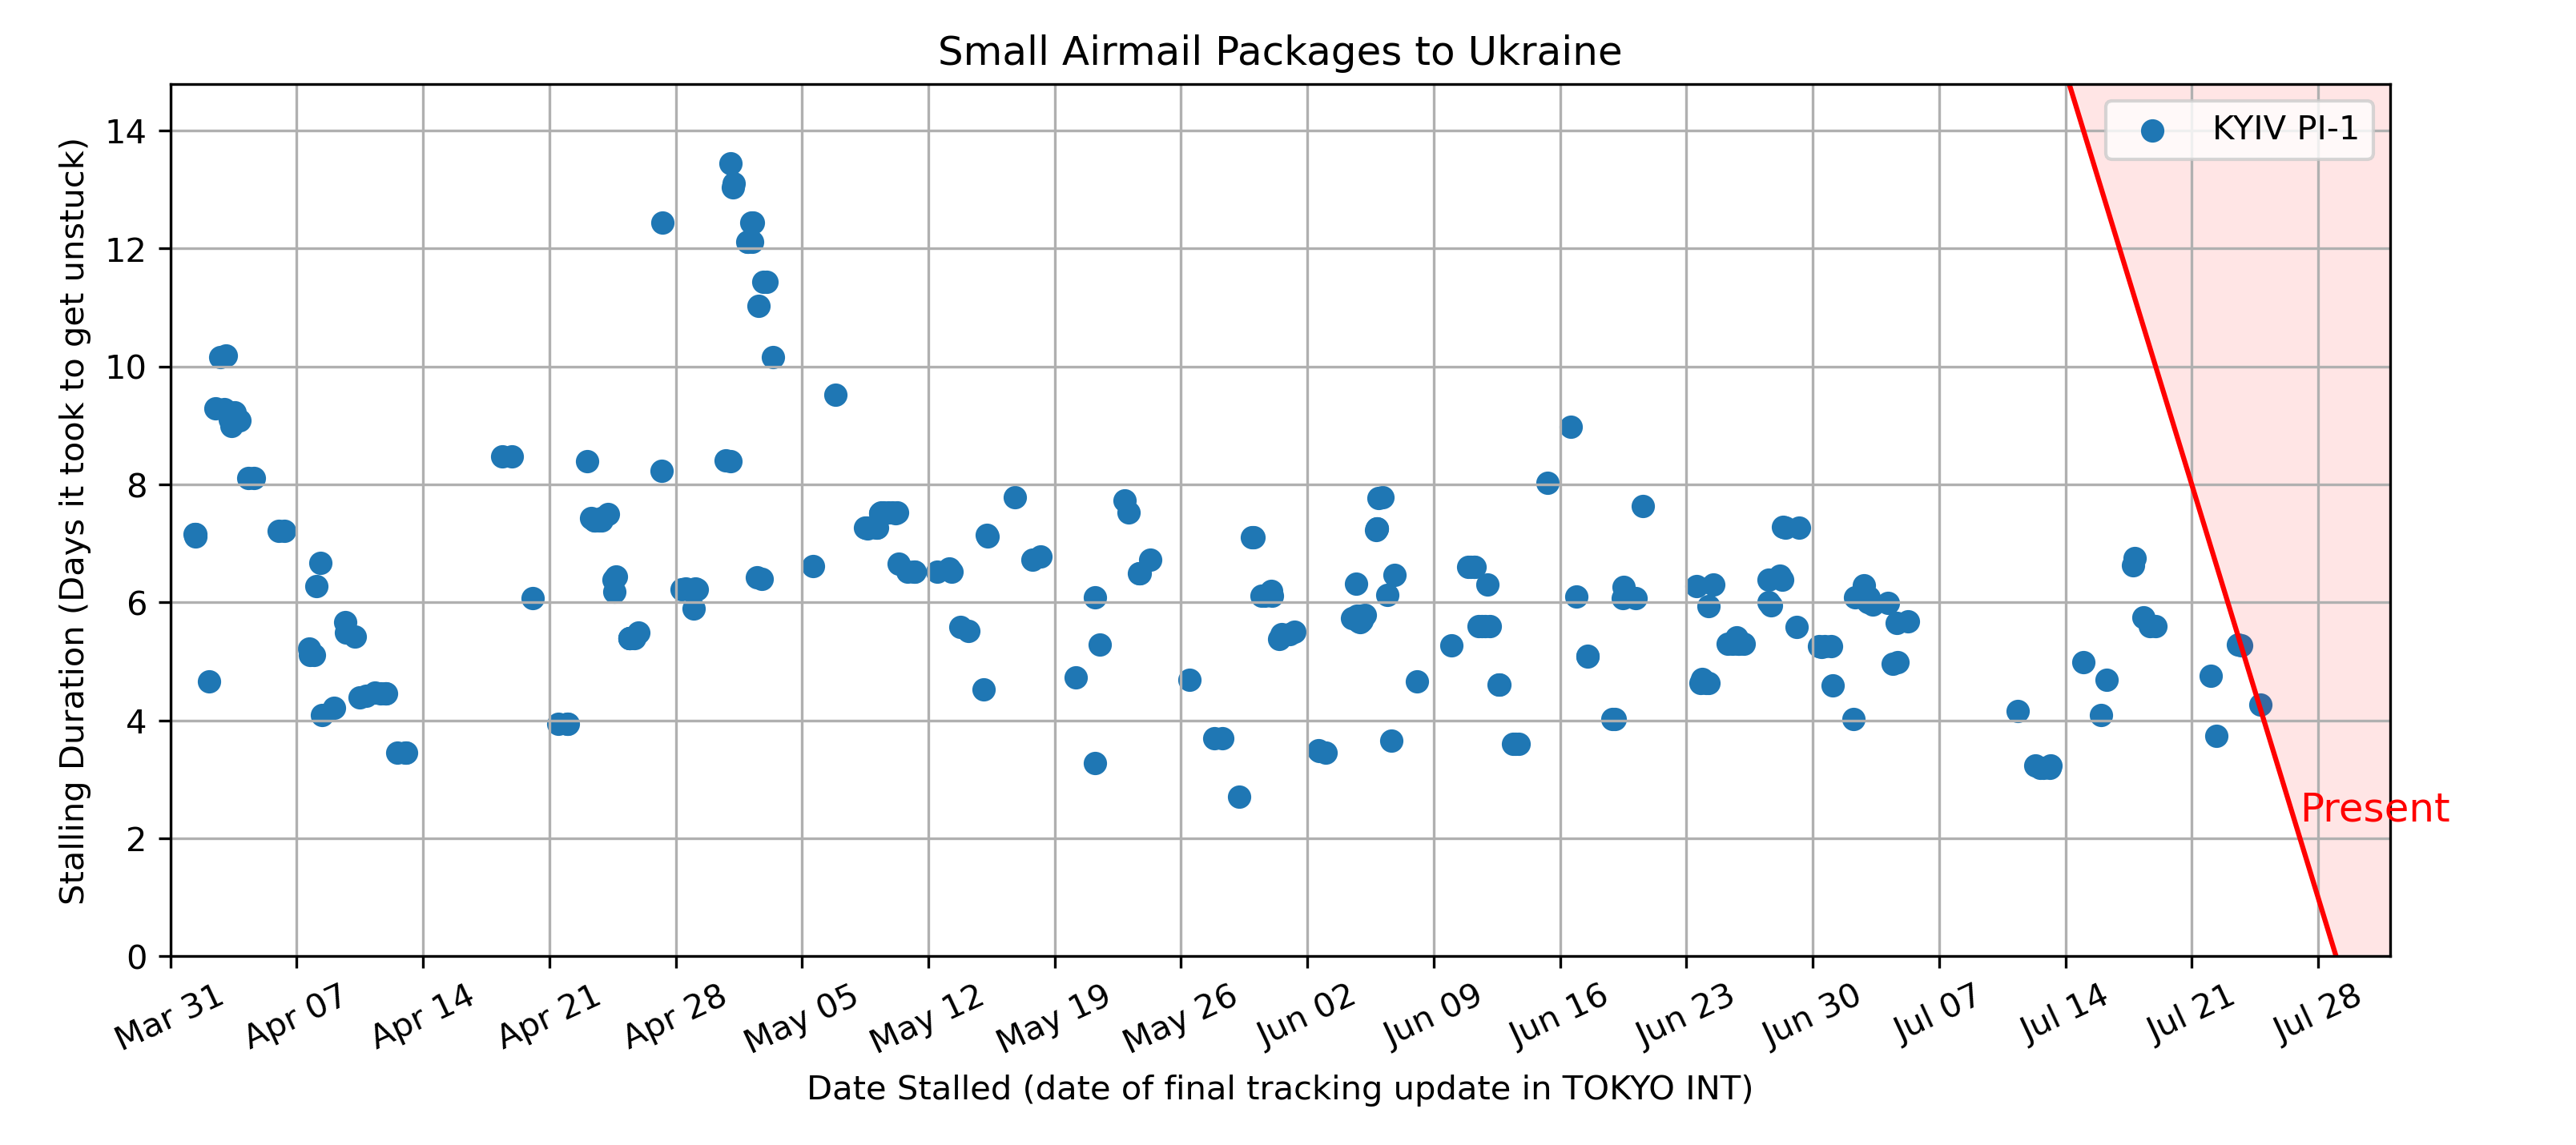 Small Airmail Packages to Ukraine
Stalling Duration (Days it took to get unstuck)
14
12
10
8
6
4
2
0
KYIV PI-1
Present
Mar 31
Apr 07
Apr 14
Apr 21
Apr 28
May 05
May 12
May 19
May 26
Jun 02
Jun 09
Jun 16
Jun 23
Jun 30
Jul 07
Jul 14
Jul 21
Jul 28
Date Stalled (date of final tracking update in TOKYO INT)